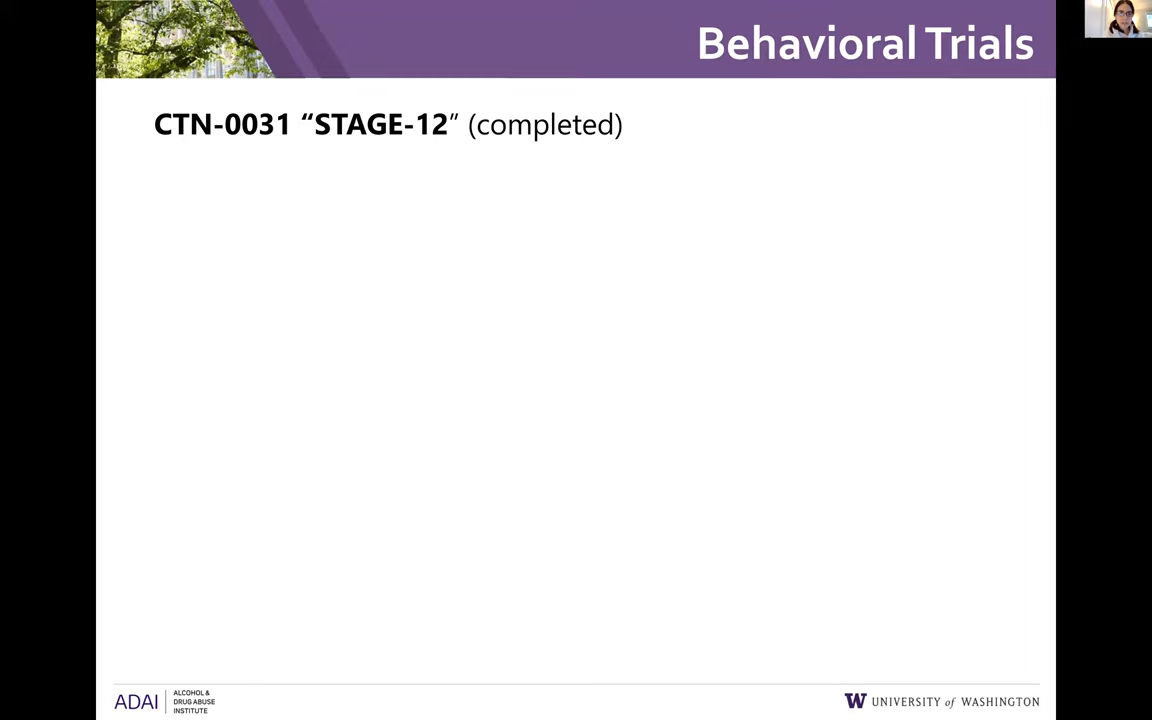 Behavioral Trials
CTN-0031 “STAGE-12” (completed)
ADAI
ALCOHOL &
DRUG ABUSE
INSTITUTE
W UNIVERSITY of WASHINGTON